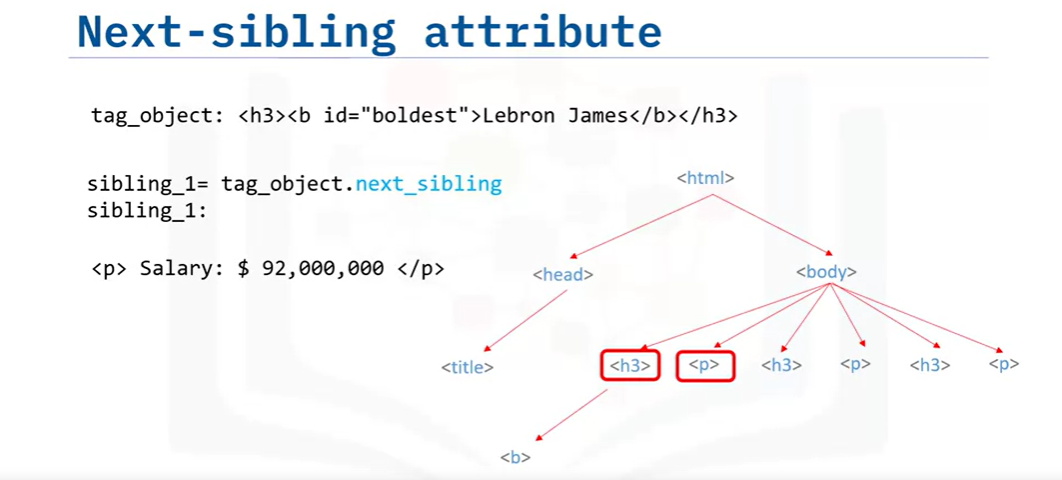 Next-sibling attribute
tag_object: <h3><b id="boldest">Lebron James</b></h3>
sibling_1= tag_object.next_sibling
sibling_1:
<p> Salary: $ 92,000,000 </p>
<html>
<head> <body>
<title> <h3> <p> <h3> <p> <h3> <p>
<b>